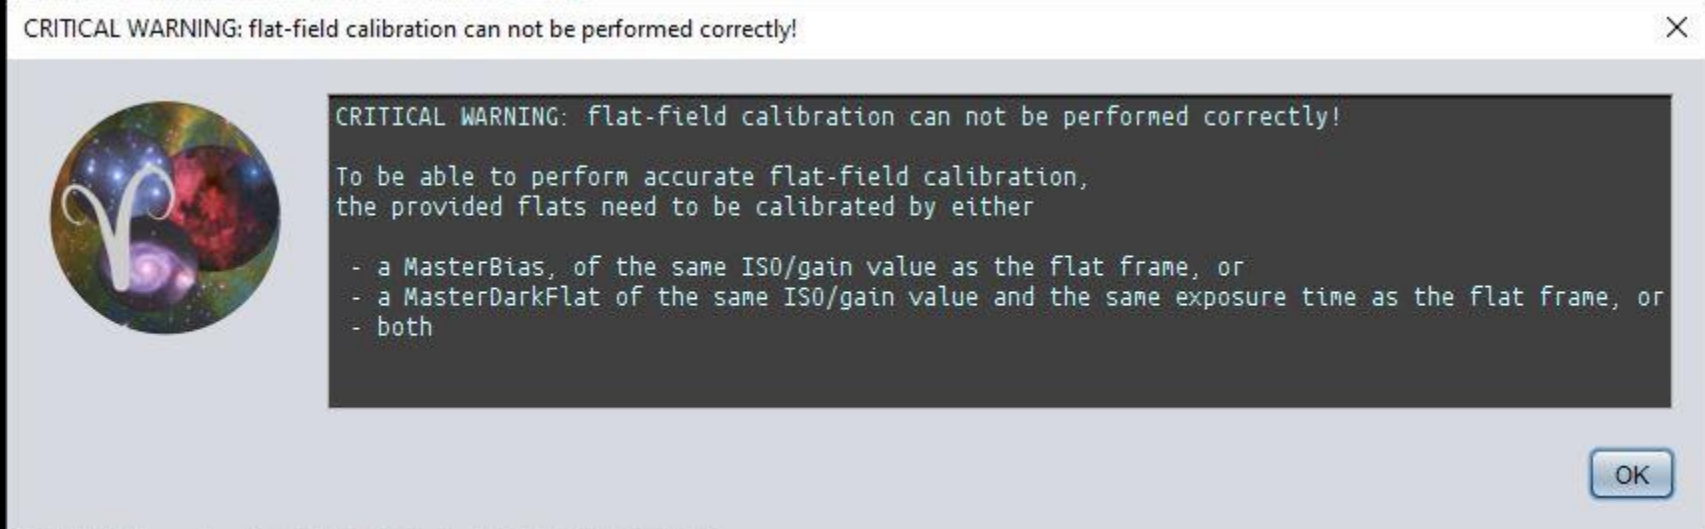 CRITICAL WARNING: flat-field calibration can not be performed correctly!
CRITICAL WARNING: flat-field calibration can not be performed correctly!
To be able to perform accurate flat-field calibration,
the provided flats need to be calibrated by either
- a MasterBias, of the same ISO/gain value as the flat frame, or
- a MasterDarkFlat of the same ISO/gain value and the same exposure time as the flat frame, or
- both
OK